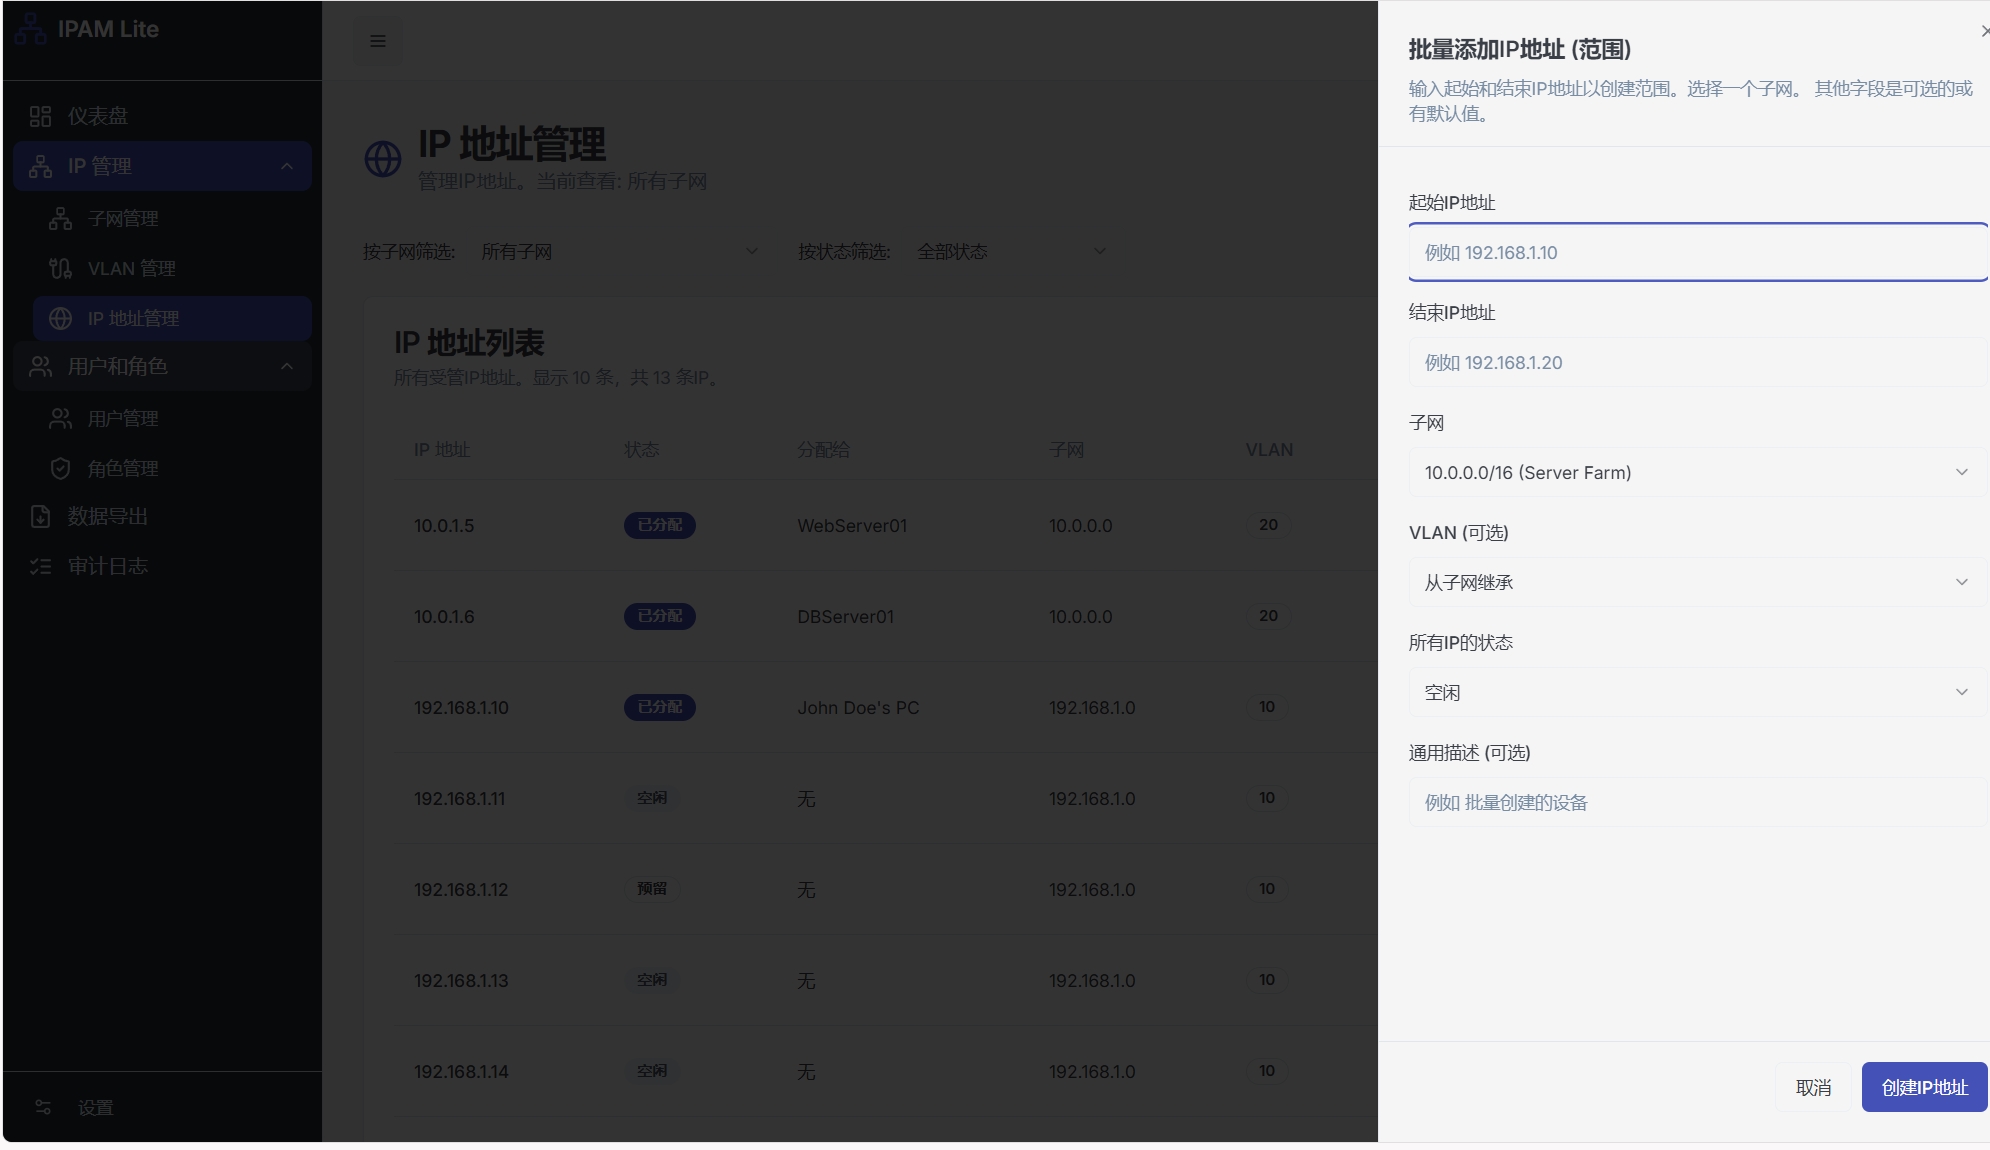 IPAM Lite
仪表盘
IP 管理
子网管理
VLAN 管理
IP 地址管理
用户和角色
用户管理
角色管理
数据导出
审计日志
设置
IP 地址管理
管理IP地址。当前查看: 所有子网
按子网筛选: 所有子网 按状态筛选: 全部状态
IP 地址列表
所有受管IP地址。显示 10 条，共 13 条IP。
IP 地址 状态 分配给 子网 VLAN
10.0.1.5 已分配 WebServer01 10.0.0.0 20
10.0.1.6 已分配 DBServer01 10.0.0.0 20
192.168.1.10 已分配 John Doe's PC 192.168.1.0 10
192.168.1.11 空闲 无 192.168.1.0 10
192.168.1.12 预留 无 192.168.1.0 10
192.168.1.13 空闲 无 192.168.1.0 10
192.168.1.14 空闲 无 192.168.1.0 10
批量添加IP地址 (范围)
输入起始和结束IP地址以创建范围。选择一个子网。 其他字段是可选的或
有默认值。
起始IP地址
例如 192.168.1.10
结束IP地址
例如 192.168.1.20
子网
10.0.0.0/16 (Server Farm)
VLAN (可选)
从子网继承
所有IP的状态
空闲
通用描述 (可选)
例如 批量创建的设备
取消 创建IP地址